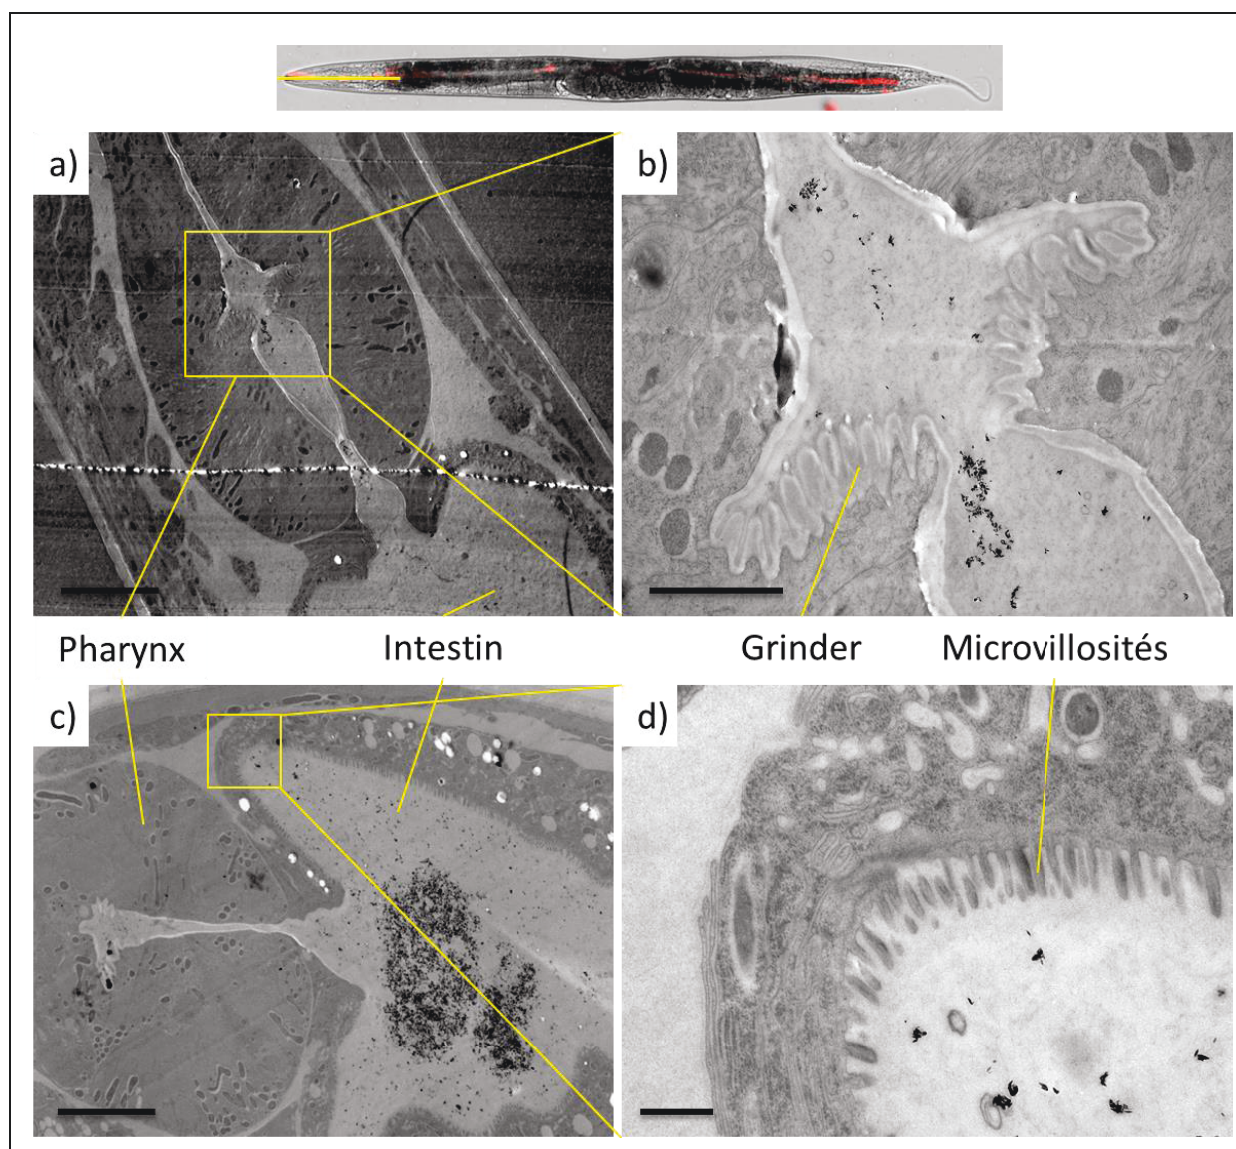 a)
b)
Pharynx
Intestin
Grinder
Microvillosités
c)
d)